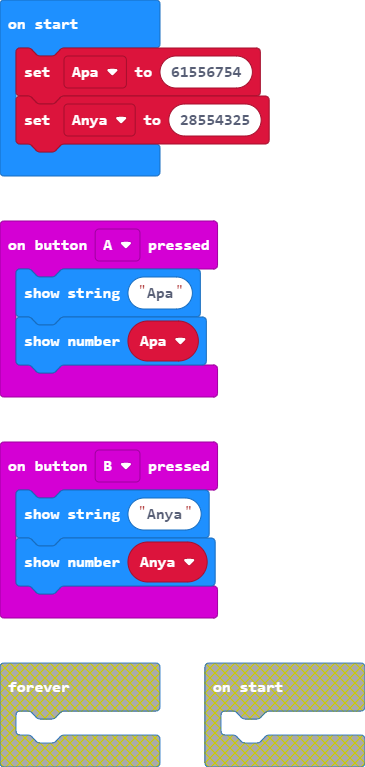 on start
set Apa to 61556754
set Anya to 28554325
on button A pressed
show string "Apa"
show number Apa
on button B pressed
show string "Anya"
show number Anya
forever
on start